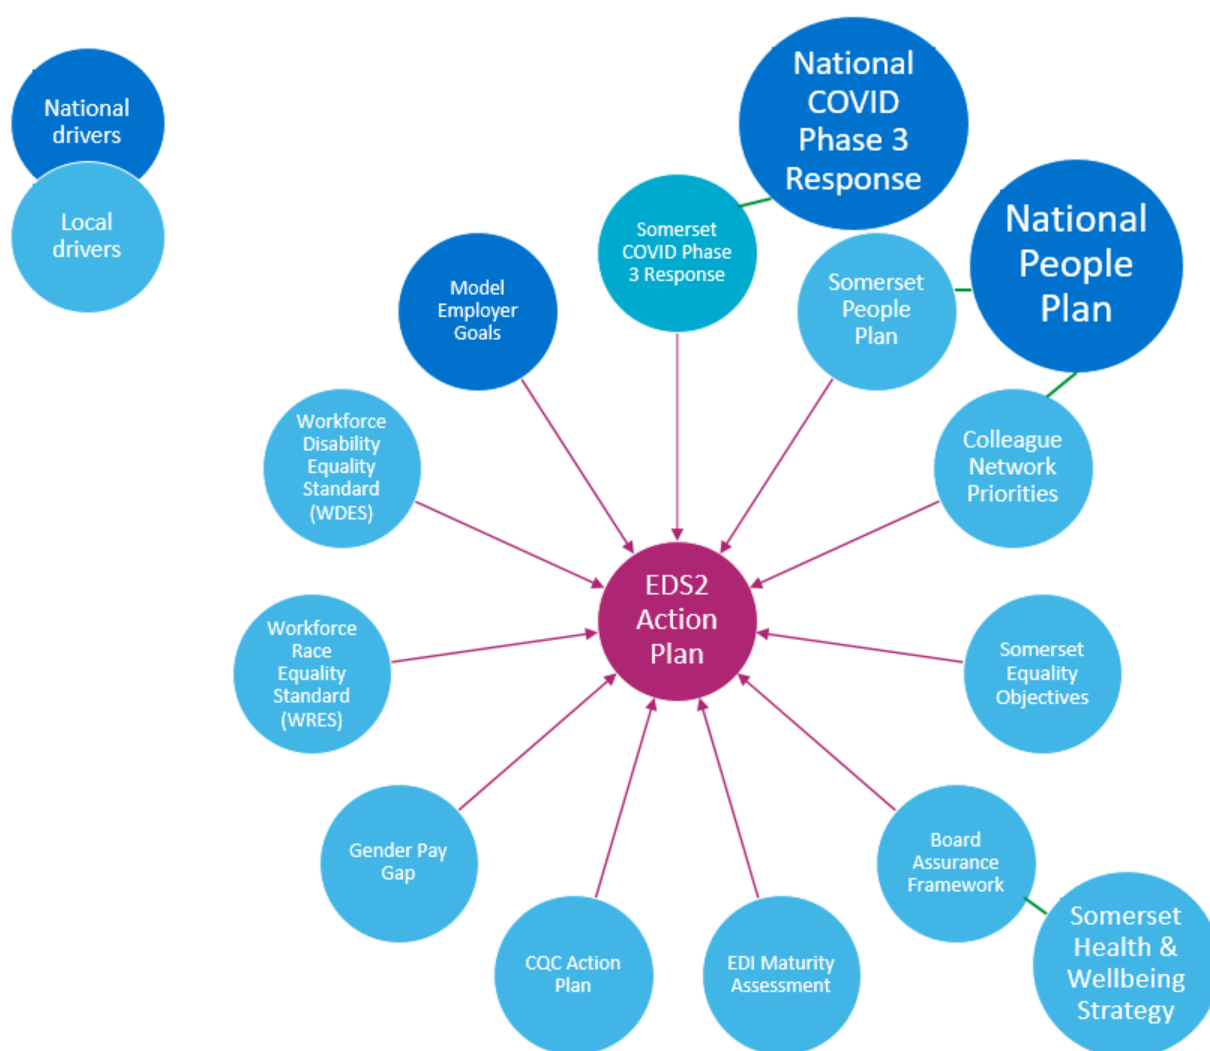 National
drivers
Local
drivers
National
COVID
Phase 3
Response
National
People
Plan
Somerset
COVID Phase
3 Response
Somerset
People
Plan
Model
Employer
Goals
Workforce
Disability
Equality
Standard
(WDES)
Colleague
Network
Priorities
EDS2
Action
Plan
Workforce
Race
Equality
Standard
(WRES)
Somerset
Equality
Objectives
Gender Pay
Gap
Board
Assurance
Framework
CQC Action
Plan
EDI Maturity
Assessment
Somerset
Health &
Wellbeing
Strategy